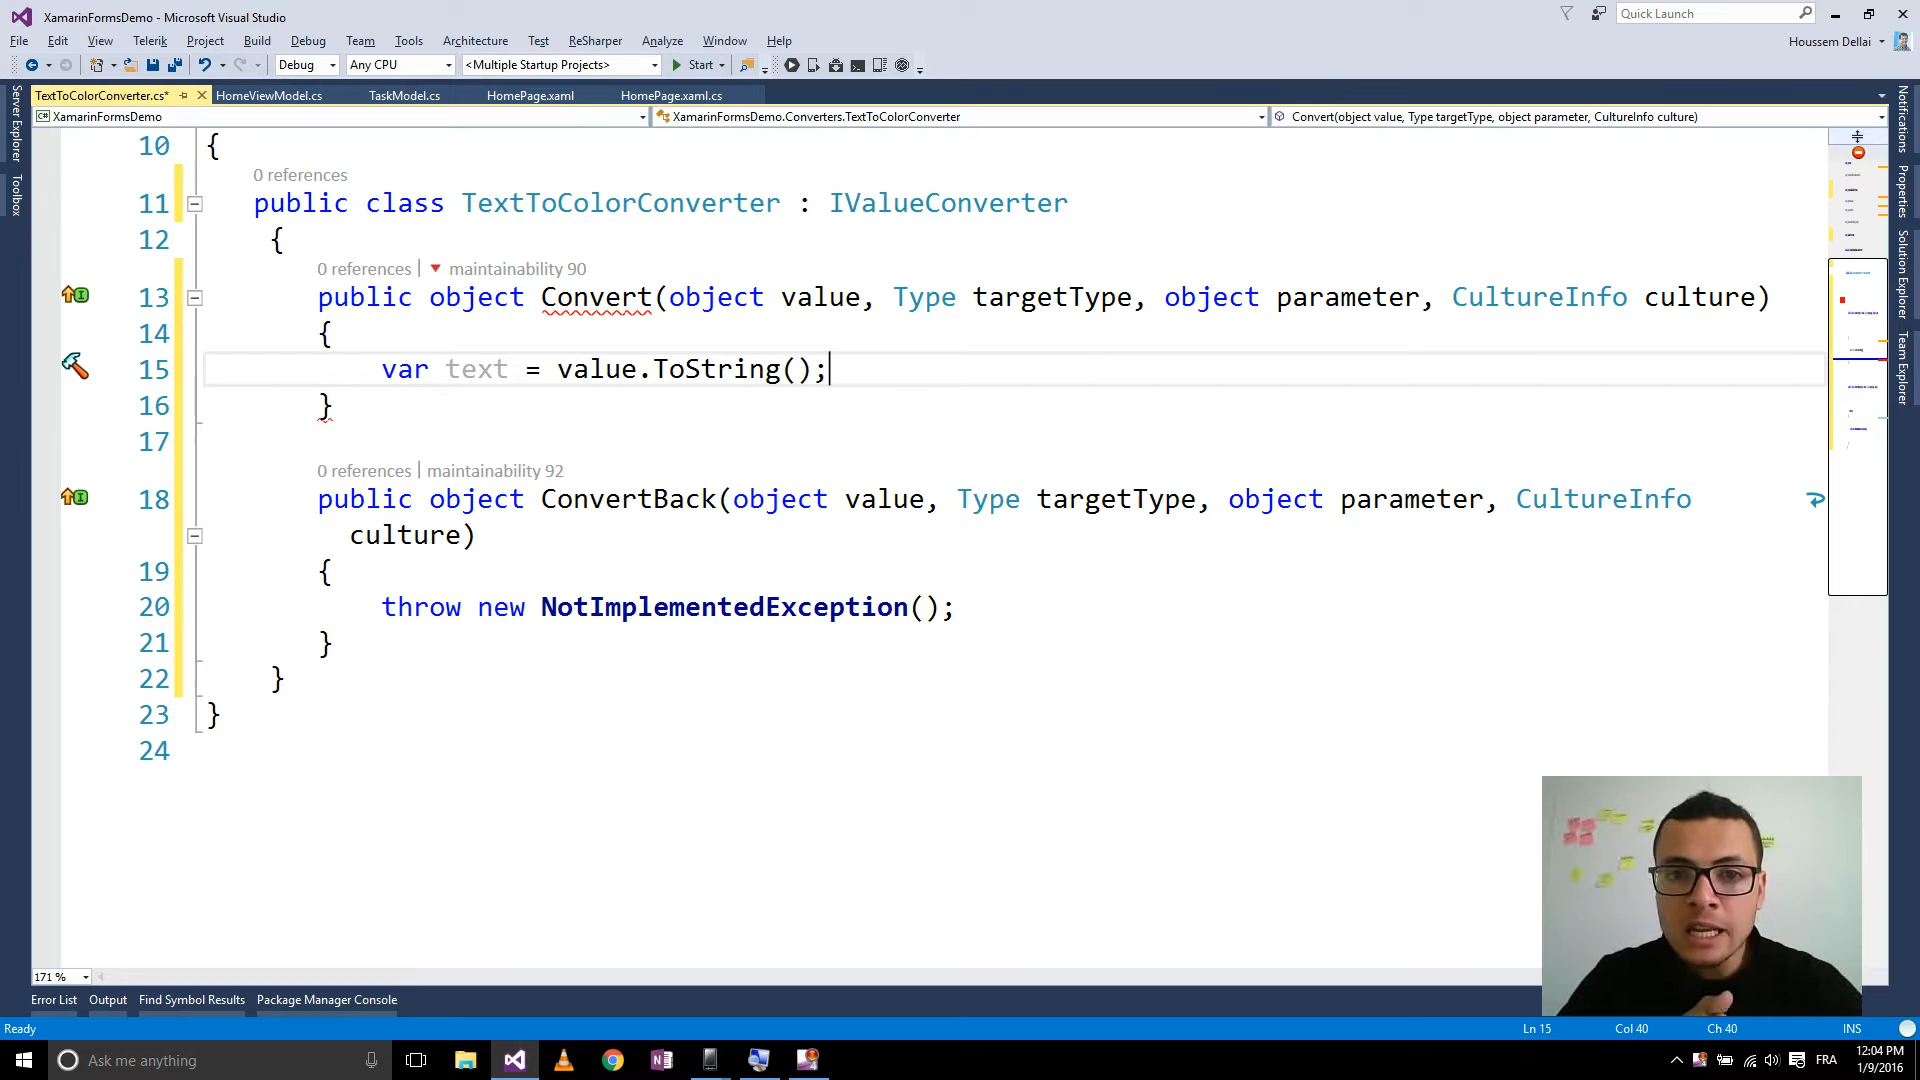 XamarinFormsDemo - Microsoft Visual Studio
Quick Launch
File Edit View Telerik Project Build Debug Team Tools Architecture Test ReSharper Analyze Window Help
Houssem Dellai
Debug Any CPU <Multiple Startup Projects> Start
TextToColorConverter.cs* HomeViewModel.cs TaskModel.cs HomePage.xaml HomePage.xaml.cs
C# XamarinFormsDemo XamarinFormsDemo.Converters.TextToColorConverter Convert(object value, Type targetType, object parameter, CultureInfo culture)
Server Explorer
Toolbox
Notifications
Properties
Solution Explorer
Team Explorer
10 {
0 references
11 public class TextToColorConverter : IValueConverter
12 {
0 references | maintainability 90
13 public object Convert(object value, Type targetType, object parameter, CultureInfo culture)
14 {
15 var text = value.ToString();
16 }
17
0 references | maintainability 92
18 public object ConvertBack(object value, Type targetType, object parameter, CultureInfo
culture)
19 {
20 throw new NotImplementedException();
21 }
22 }
23 }
24
171 %
Error List Output Find Symbol Results Package Manager Console
Ready Ln 15 Col 40 Ch 40 INS
Ask me anything
FRA
12:04 PM
1/9/2016